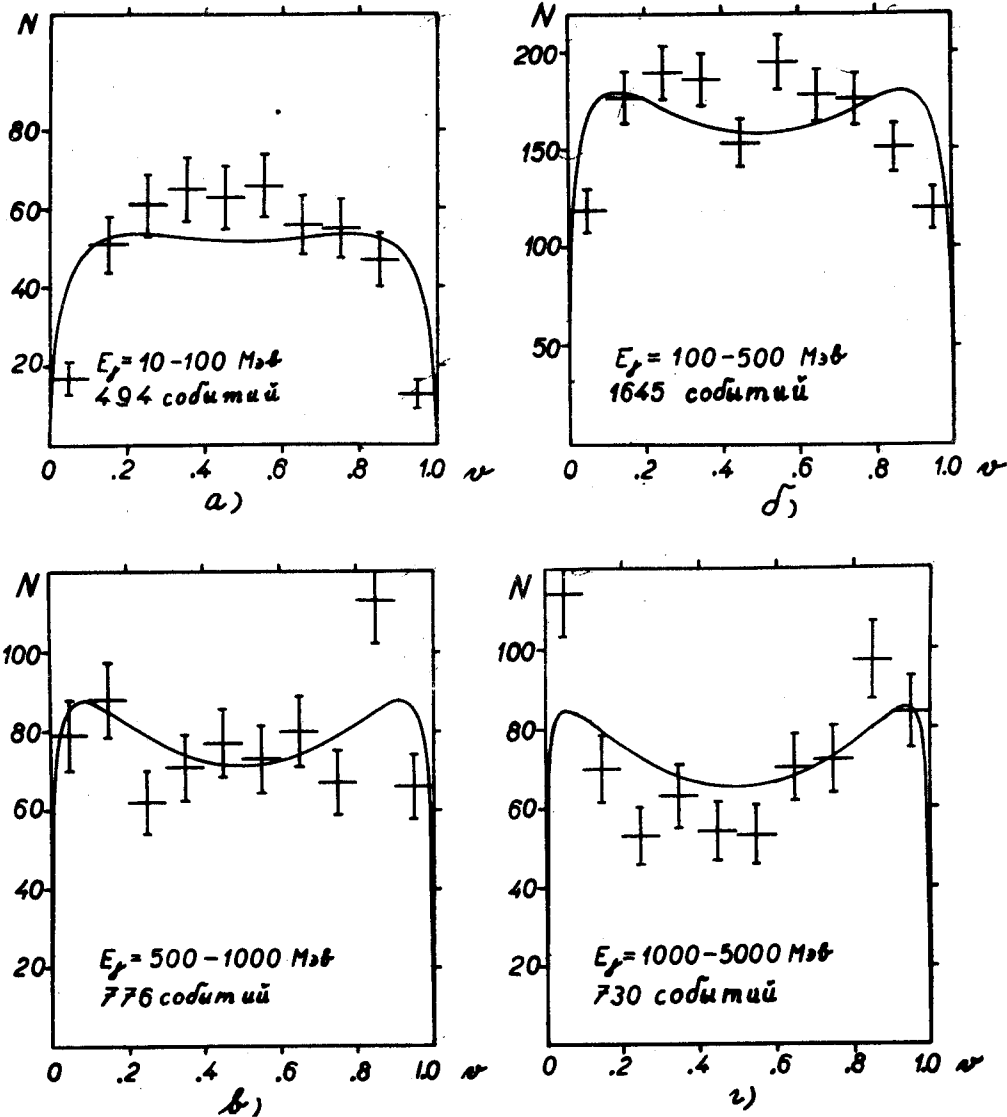 N
80
60
40
20
E_γ = 10-100 Мэв
494 событий
0 .2 .4 .6 .8 1.0 v
а)
N
200
150
100
50
E_γ = 100-500 Мэв
1645 событий
0 .2 .4 .6 .8 1.0 v
б)
N
100
80
60
40
20
E_γ = 500-1000 Мэв
776 событий
0 .2 .4 .6 .8 1.0 v
в)
N
100
80
60
40
20
E_γ = 1000-5000 Мэв
730 событий
0 .2 .4 .6 .8 1.0 v
г)